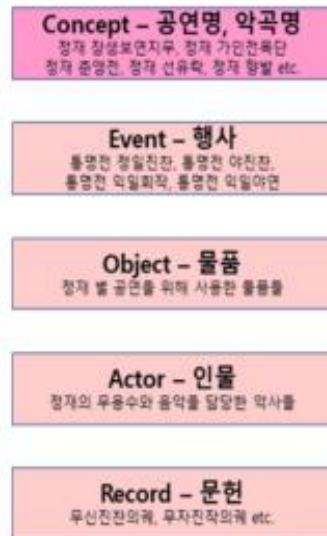 Concept – 공연명, 악곡명
정재 장생보연지무, 정재 가인전목단
정재 춘앵전, 정재 선유락, 정재 향발 etc.
Event – 행사
통명전 정일진찬, 통명전 야진찬,
통명전 익일회작, 통명전 익일야연
Object – 물품
정재 별 공연을 위해 사용한 물품들
Actor – 인물
정재의 무용수와 음악을 담당한 악사들
Record – 문헌
무신진찬의궤, 무자진작의궤 etc.